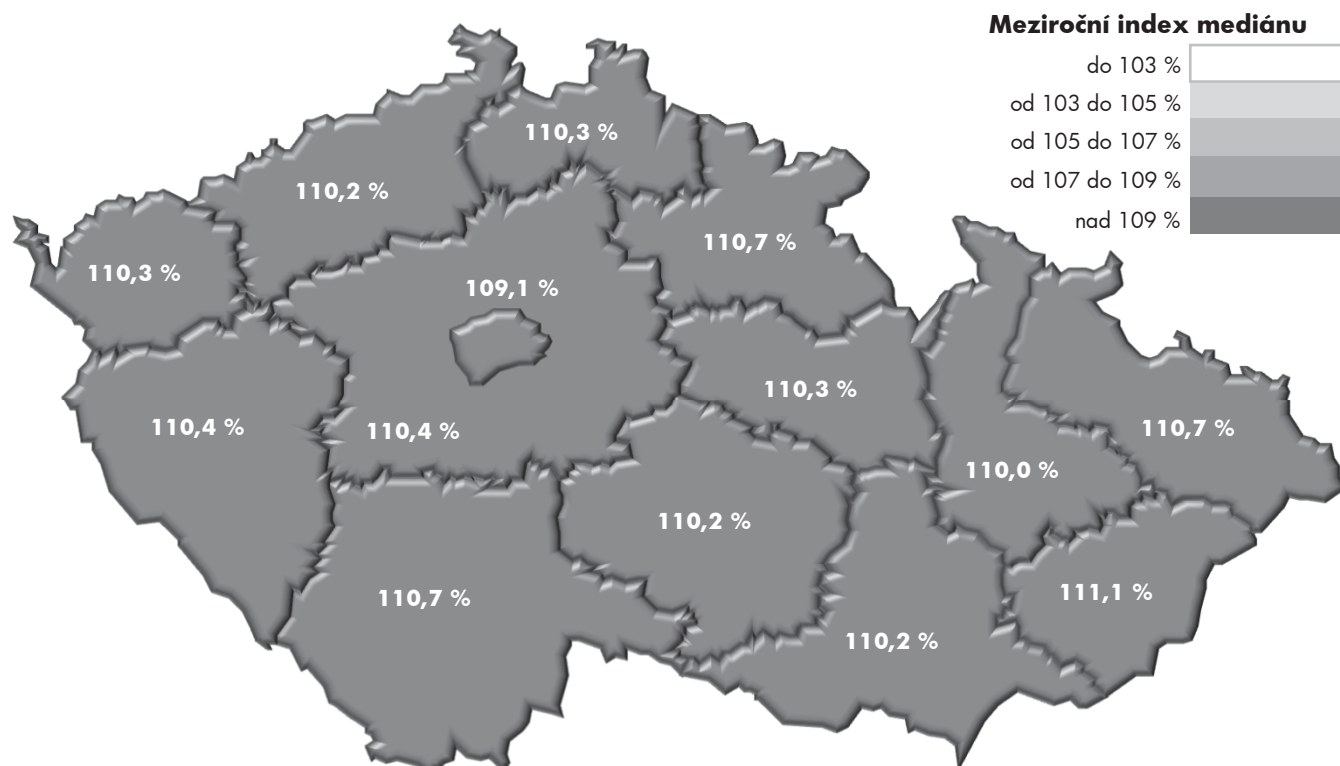 Meziroční index mediánu
do 103 %
od 103 do 105 %
od 105 do 107 %
od 107 do 109 %
nad 109 %
110,3 %
110,2 %
110,7 %
110,3 %
109,1 %
110,3 %
110,4 %
110,4 %
110,7 %
110,0 %
110,2 %
111,1 %
110,7 %
110,2 %